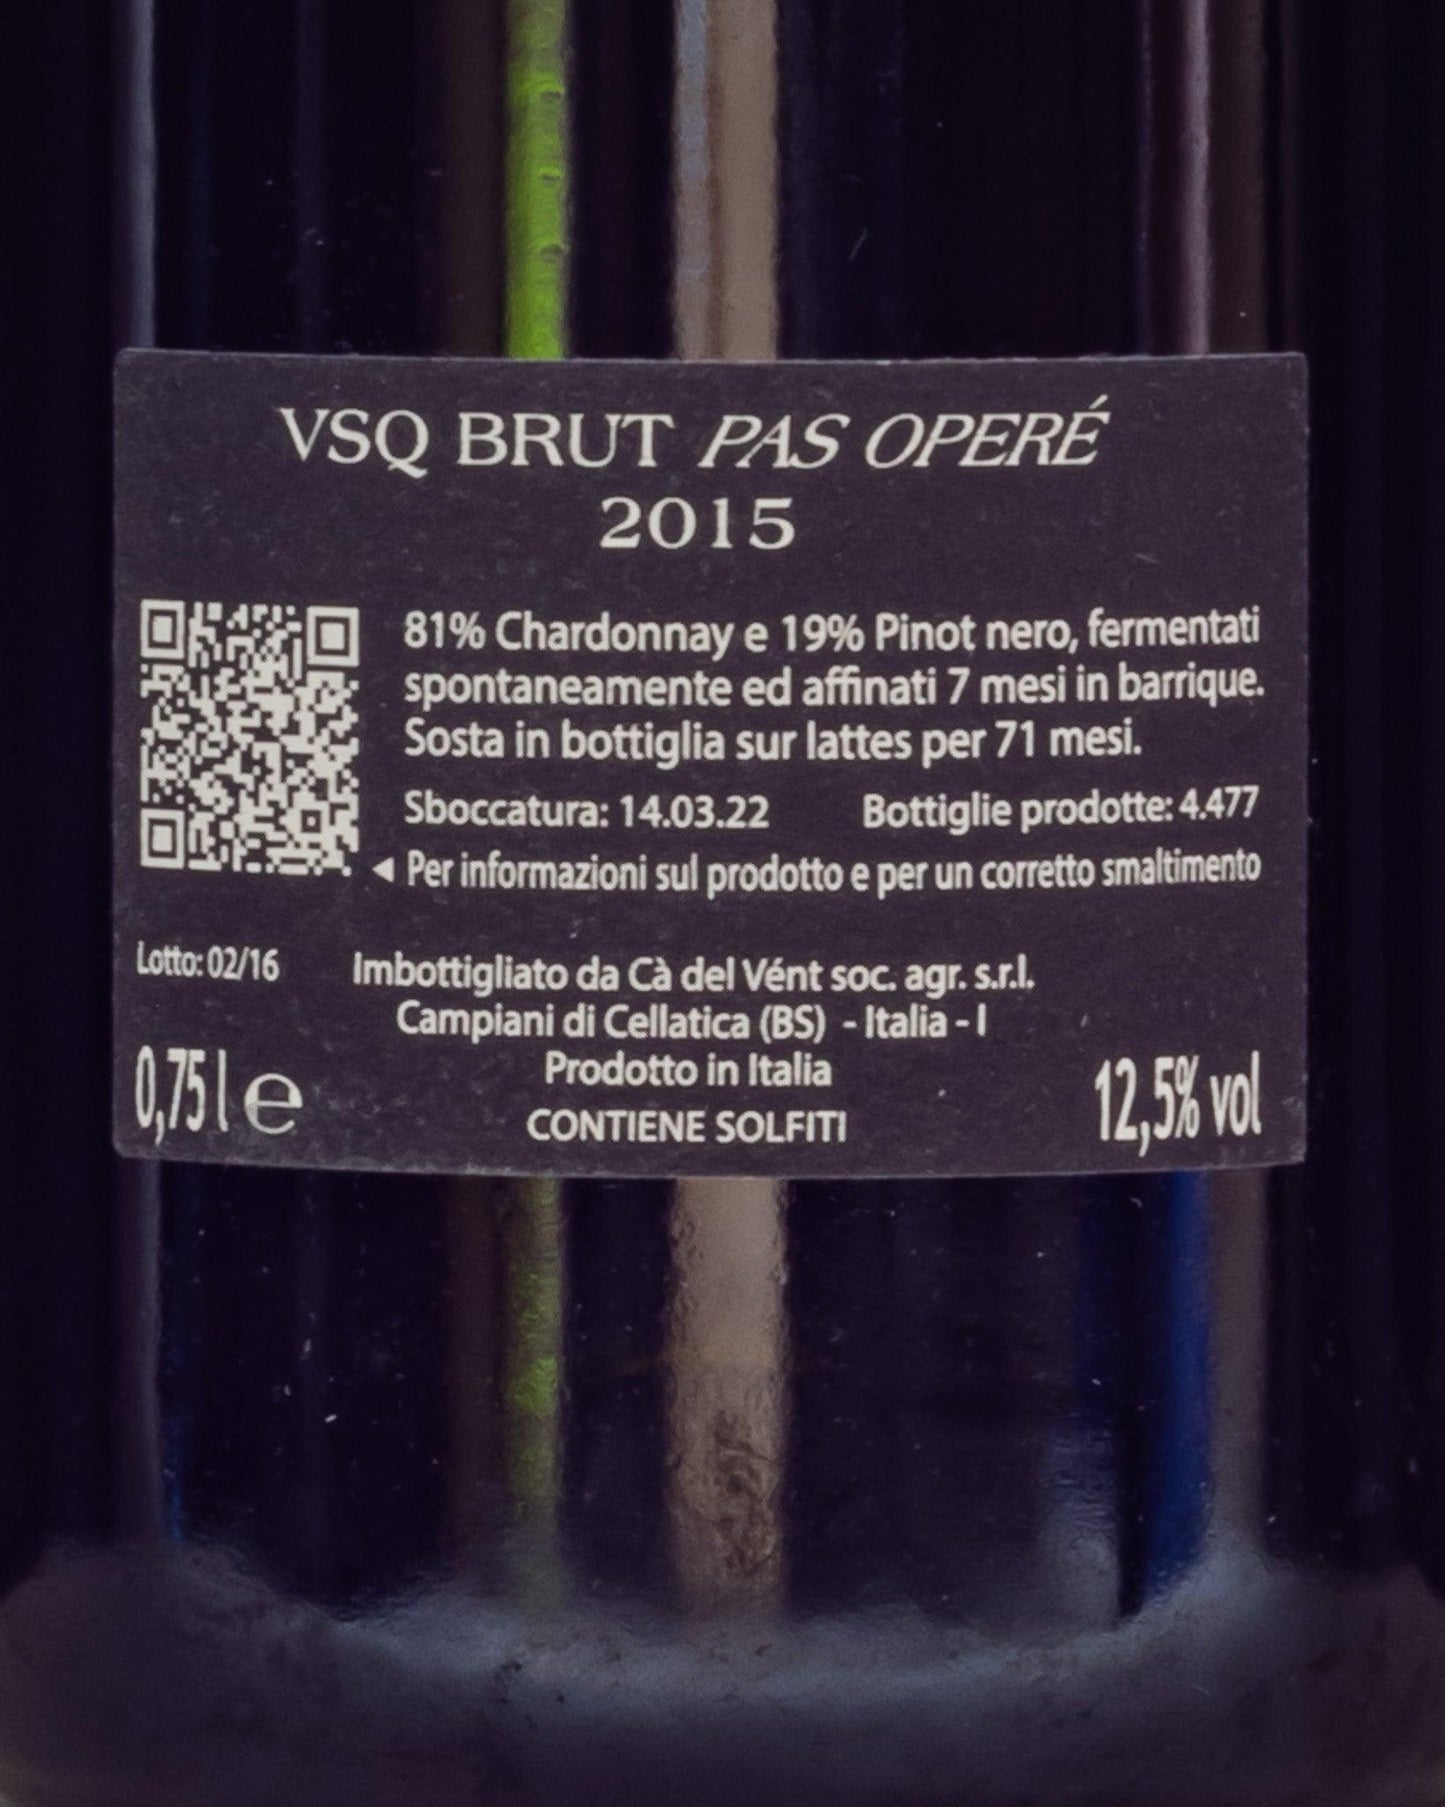 VSQ BRUT PAS OPERÉ
2015
81% Chardonnay e 19% Pinot nero, fermentati
spontaneamente ed affinati 7 mesi in barrique.
Sosta in bottiglia sur lattes per 71 mesi.
Sboccatura: 14.03.22 Bottiglie prodotte: 4.477
◄ Per informazioni sul prodotto e per un corretto smaltimento
Lotto: 02/16 Imbottigliato da Cà del Vént soc. agr. s.r.l.
Campiani di Cellatica (BS) - Italia - I
Prodotto in Italia
0,75 l e CONTIENE SOLFITI 12,5% vol